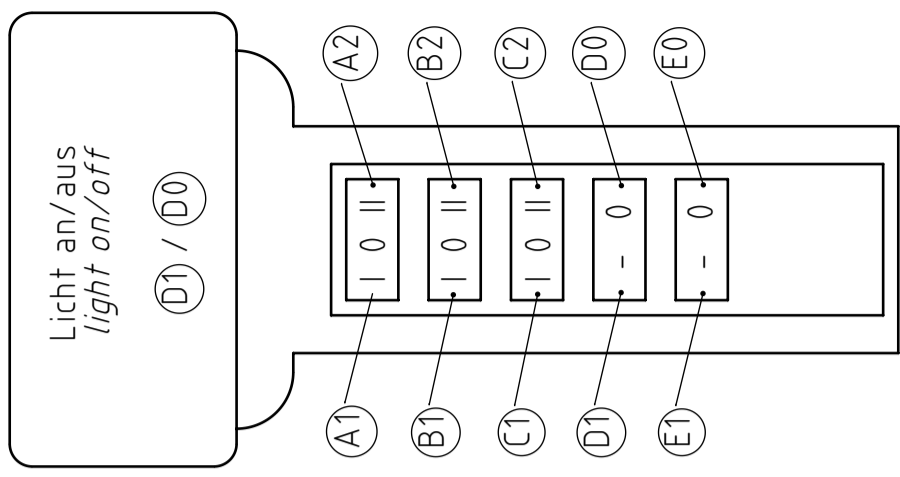 Licht an/aus
light on/off
D1 / D0
A1 I 0 II A2
B1 I 0 II B2
C1 I 0 II C2
D1 I 0 D0
E1 I 0 E0